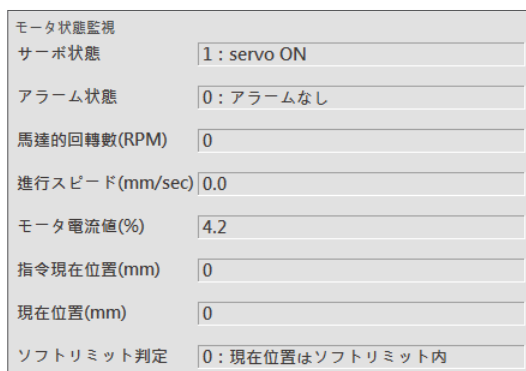 モータ状態監視
サーボ状態 1 : servo ON
アラーム状態 0 : アラームなし
馬達的回轉數(RPM) 0
進行スピード(mm/sec) 0.0
モータ電流値(%) 4.2
指令現在位置(mm) 0
現在位置(mm) 0
ソフトリミット判定 0 : 現在位置はソフトリミット内